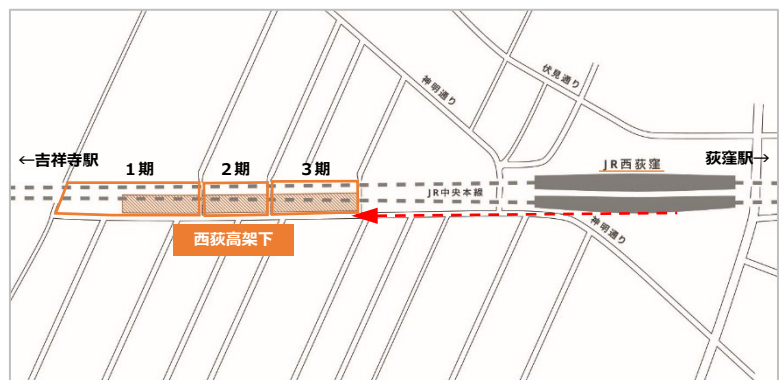 伏見通り
神明通り
←吉祥寺駅
1期
2期
3期
JR西荻窪
荻窪駅→
JR中央本線
神明通り
西荻高架下